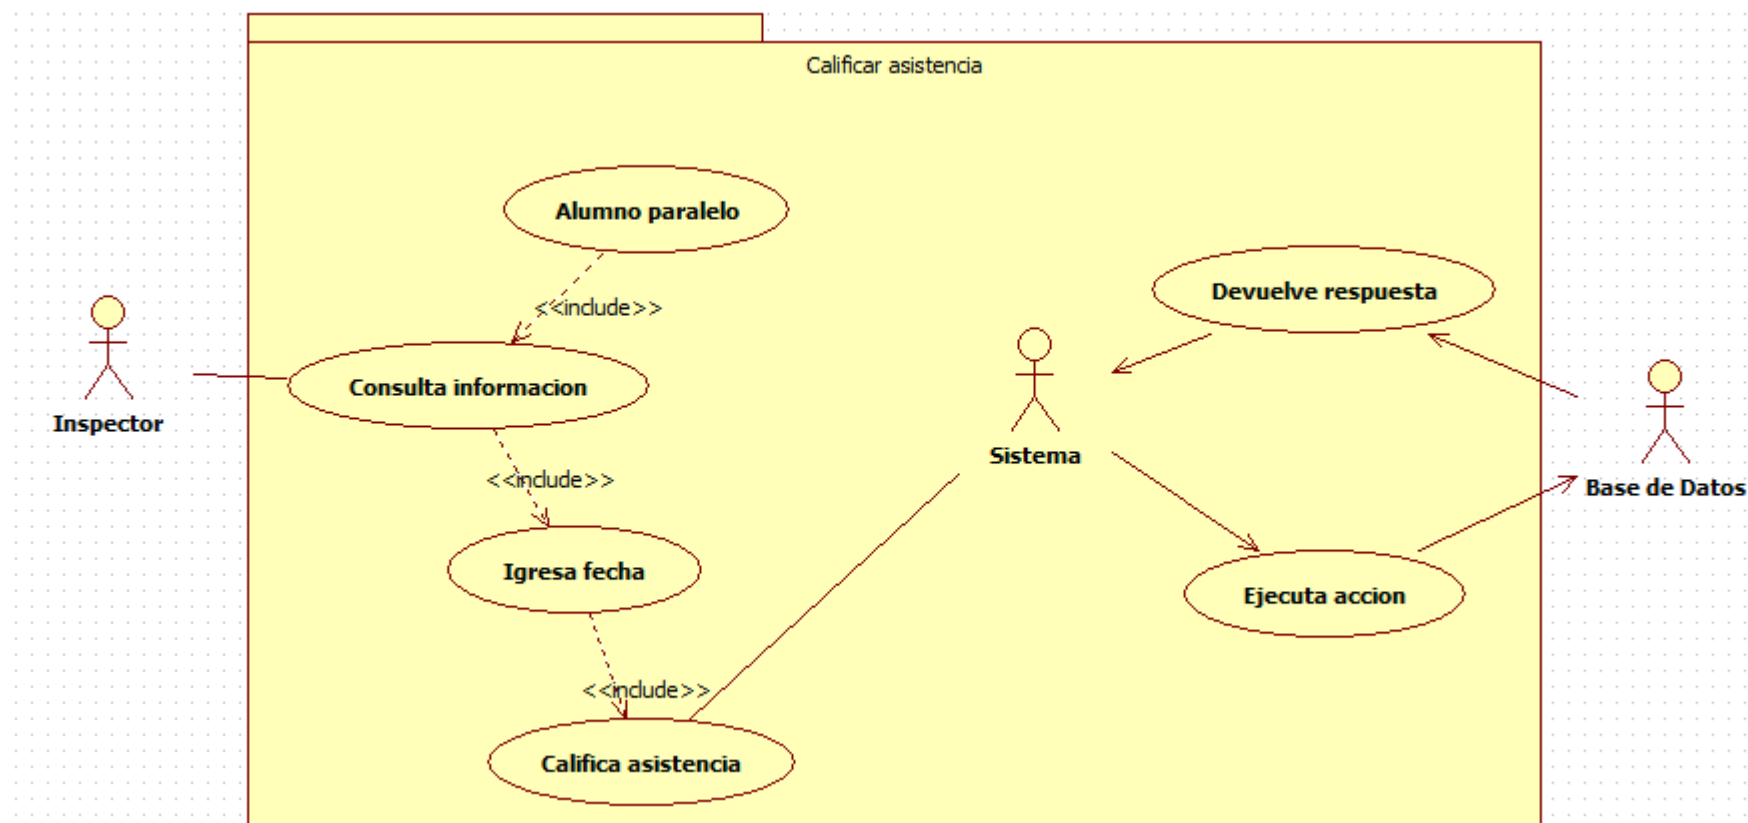 Calificar asistencia
Alumno paralelo
<<include>>
Devuelve respuesta
Consulta informacion
Inspector
Sistema
<<include>>
Base de Datos
Igresa fecha
Ejecuta accion
<<include>>
Califica asistencia